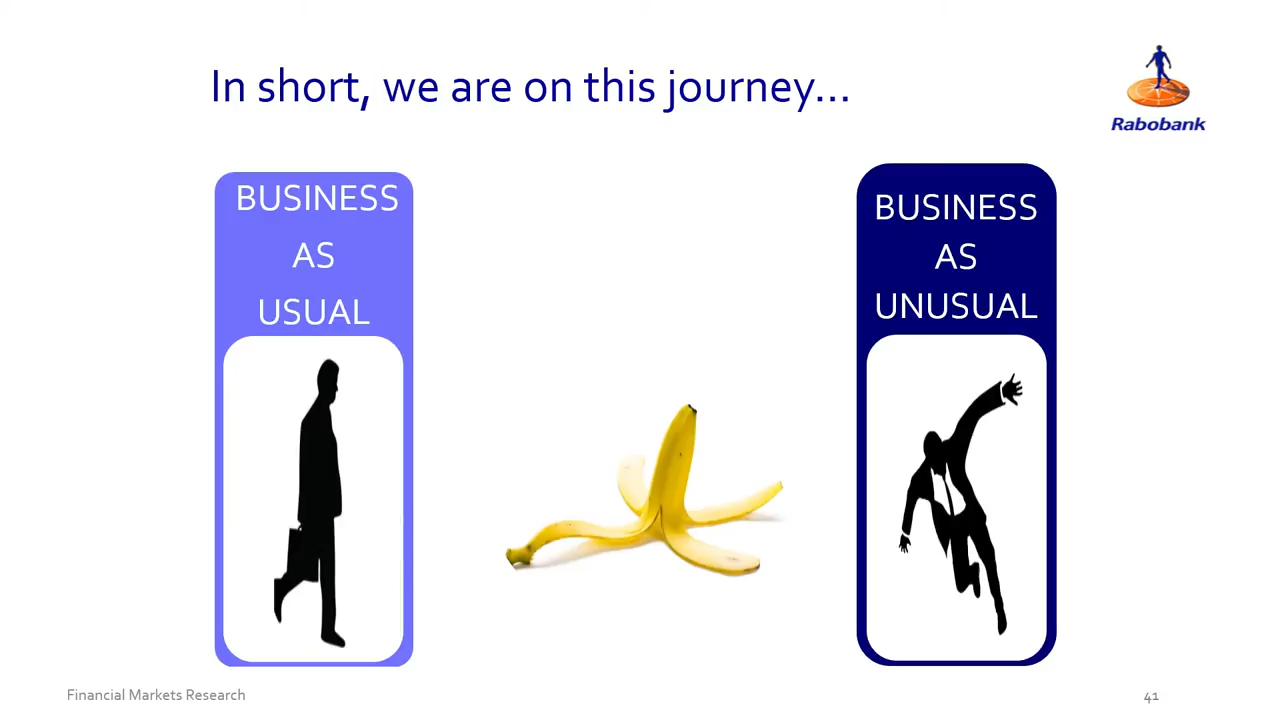 In short, we are on this journey...
Rabobank
BUSINESS
AS
USUAL
BUSINESS
AS
UNUSUAL
Financial Markets Research
41